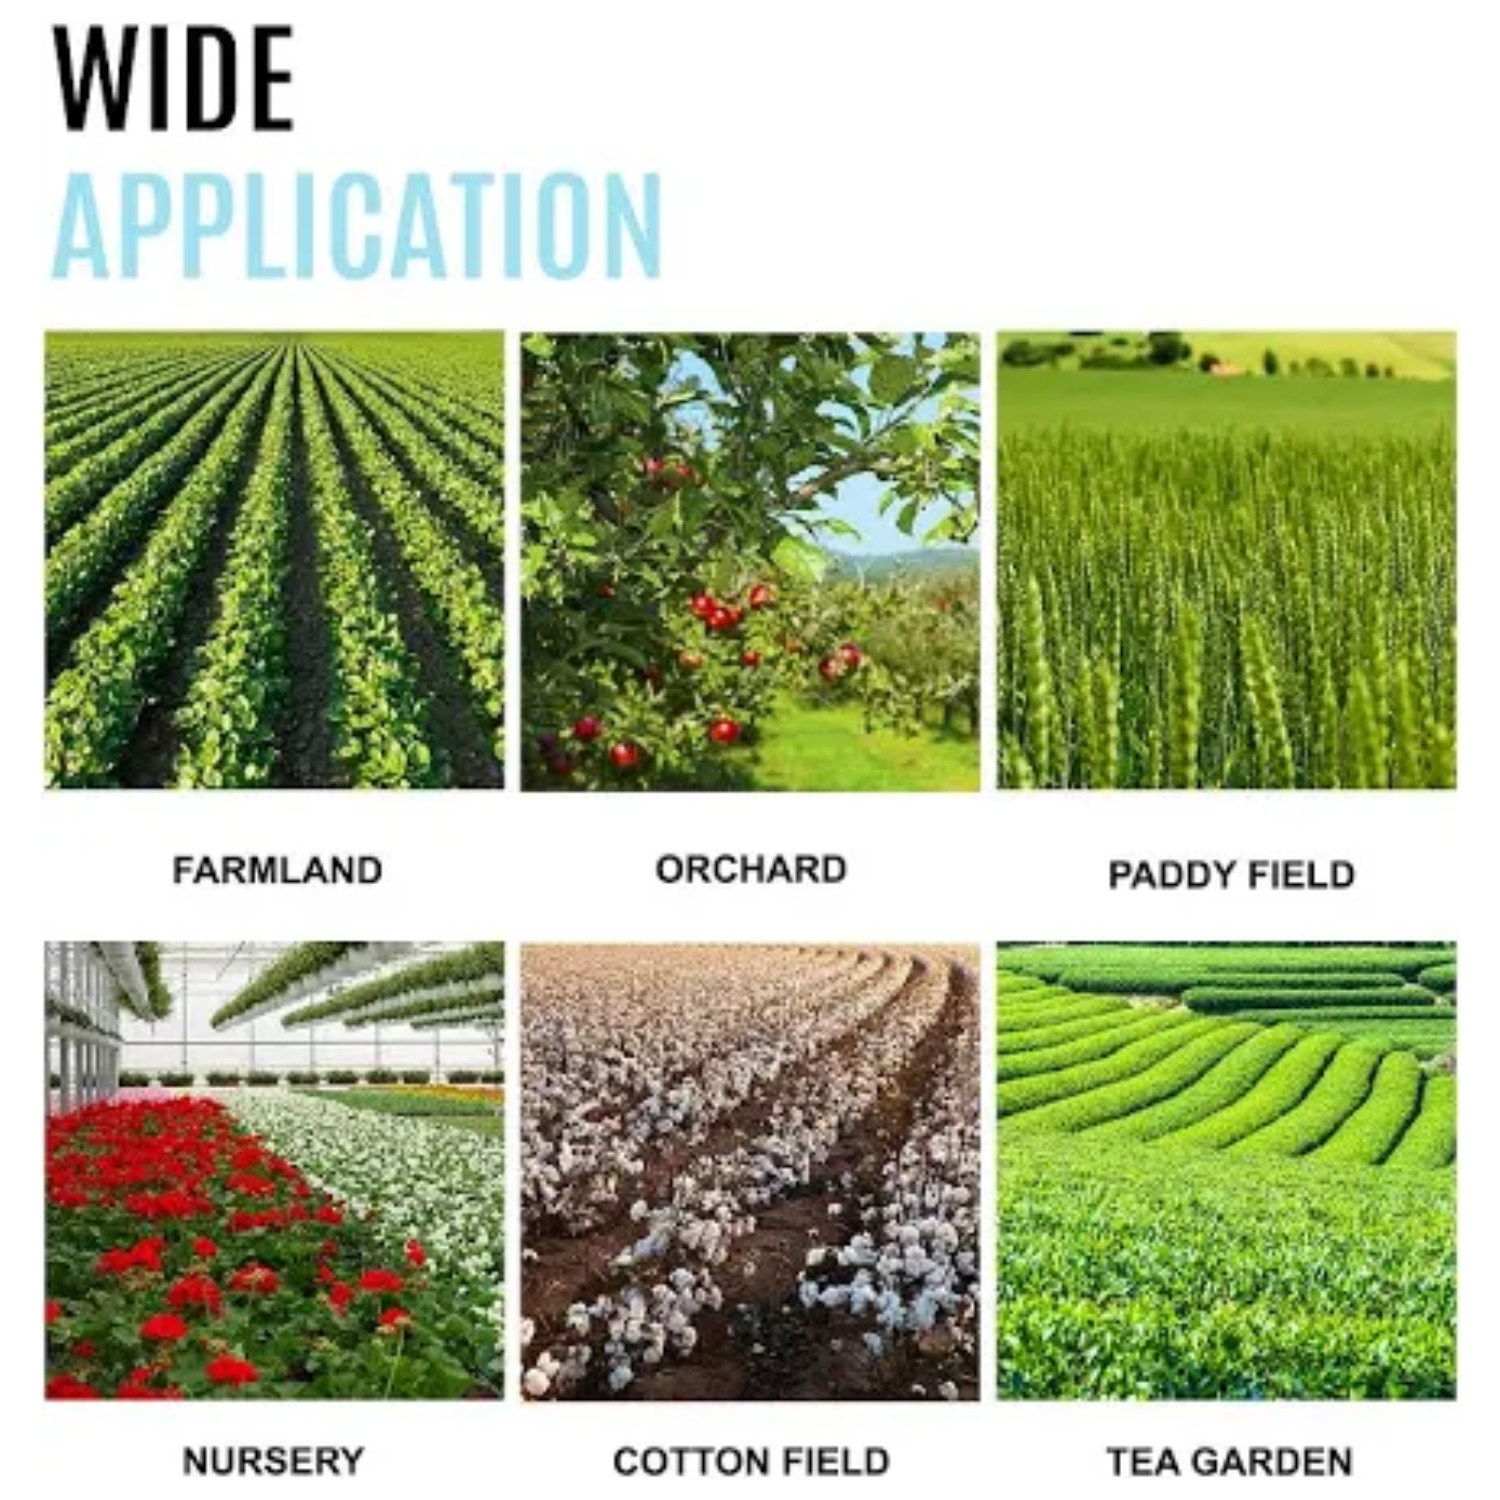 WIDE
APPLICATION
FARMLAND
ORCHARD
PADDY FIELD
NURSERY
COTTON FIELD
TEA GARDEN